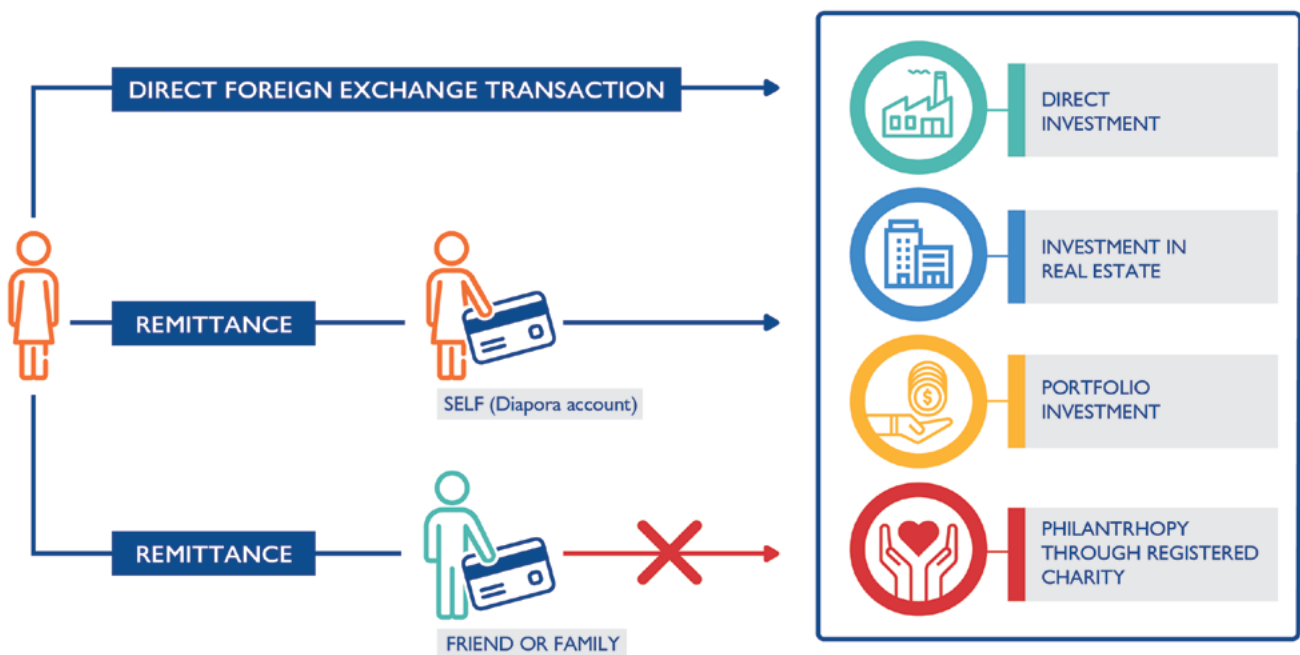 DIRECT FOREIGN EXCHANGE TRANSACTION
REMITTANCE
SELF (Diapora account)
REMITTANCE
FRIEND OR FAMILY
DIRECT
INVESTMENT
INVESTMENT IN
REAL ESTATE
$
PORTFOLIO
INVESTMENT
PHILANTRHOPY
THROUGH REGISTERED
CHARITY